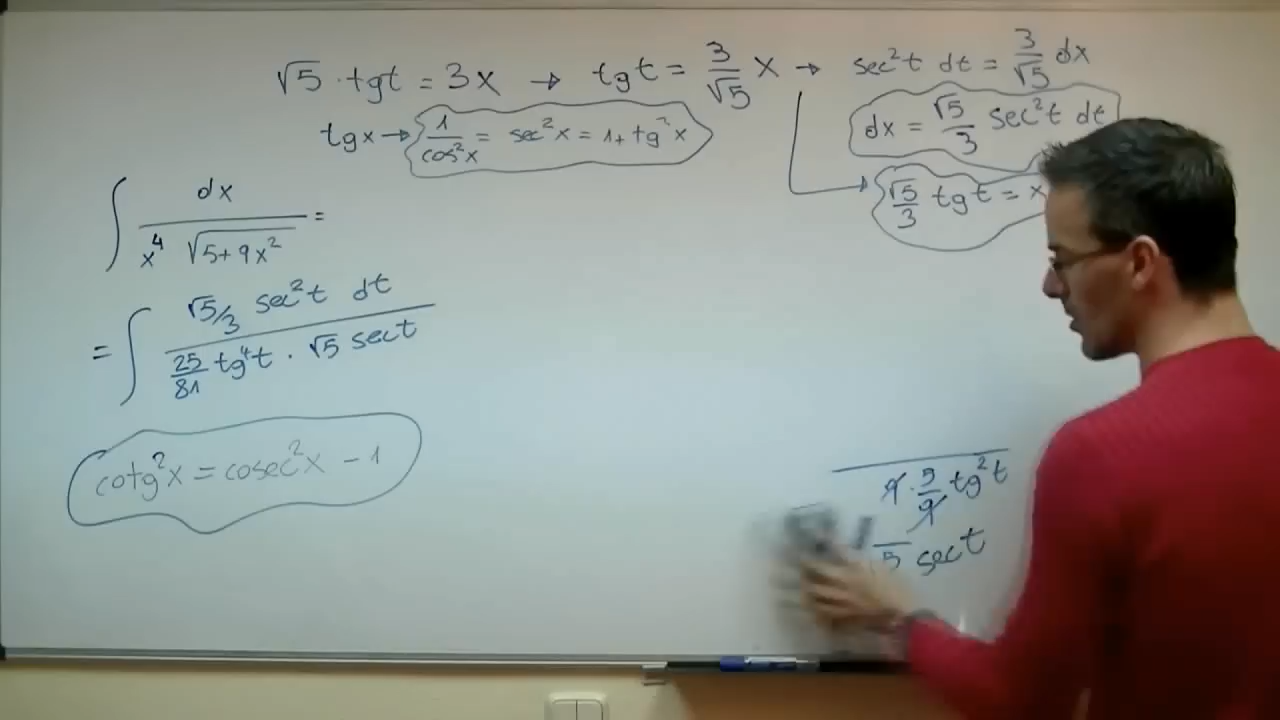 √5 · tgt = 3x → tgt = 3/√5 x → sec²t dt = 3/√5 dx
tgx → 1/cos²x = sec²x = 1 + tg²x
dx = √5/3 sec²t dt
√5/3 tgt = x
∫ dx / x⁴ √5+9x² =
= ∫ √5/3 sec²t dt / 25/81 tg⁴t · √5 sect
cotg²x = cosec²x - 1
9 · 5/9 tg²t
√5 sect